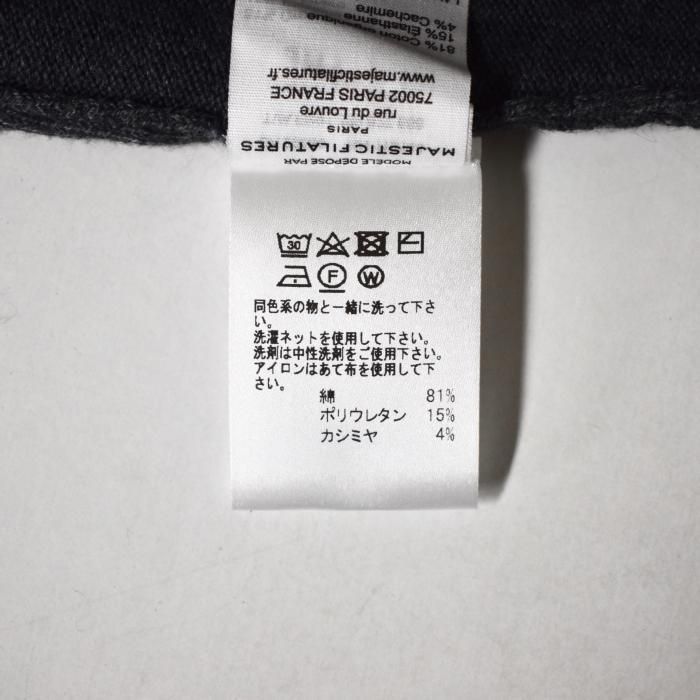 81% Coton organique
15% Elasthanne
4% Cachemire
www.majesticfilatures.fr
75002 PARIS FRANCE
rue du Louvre
PARIS
MAJESTIC FILATURES
MODÈLE DÉPOSÉ PAR
30
F
W
同色系の物と一緒に洗って下さ
い。
洗濯ネットを使用して下さい。
洗剤は中性洗剤をご使用下さい。
アイロンはあて布を使用して下
さい。
綿 81%
ポリウレタン 15%
カシミヤ 4%